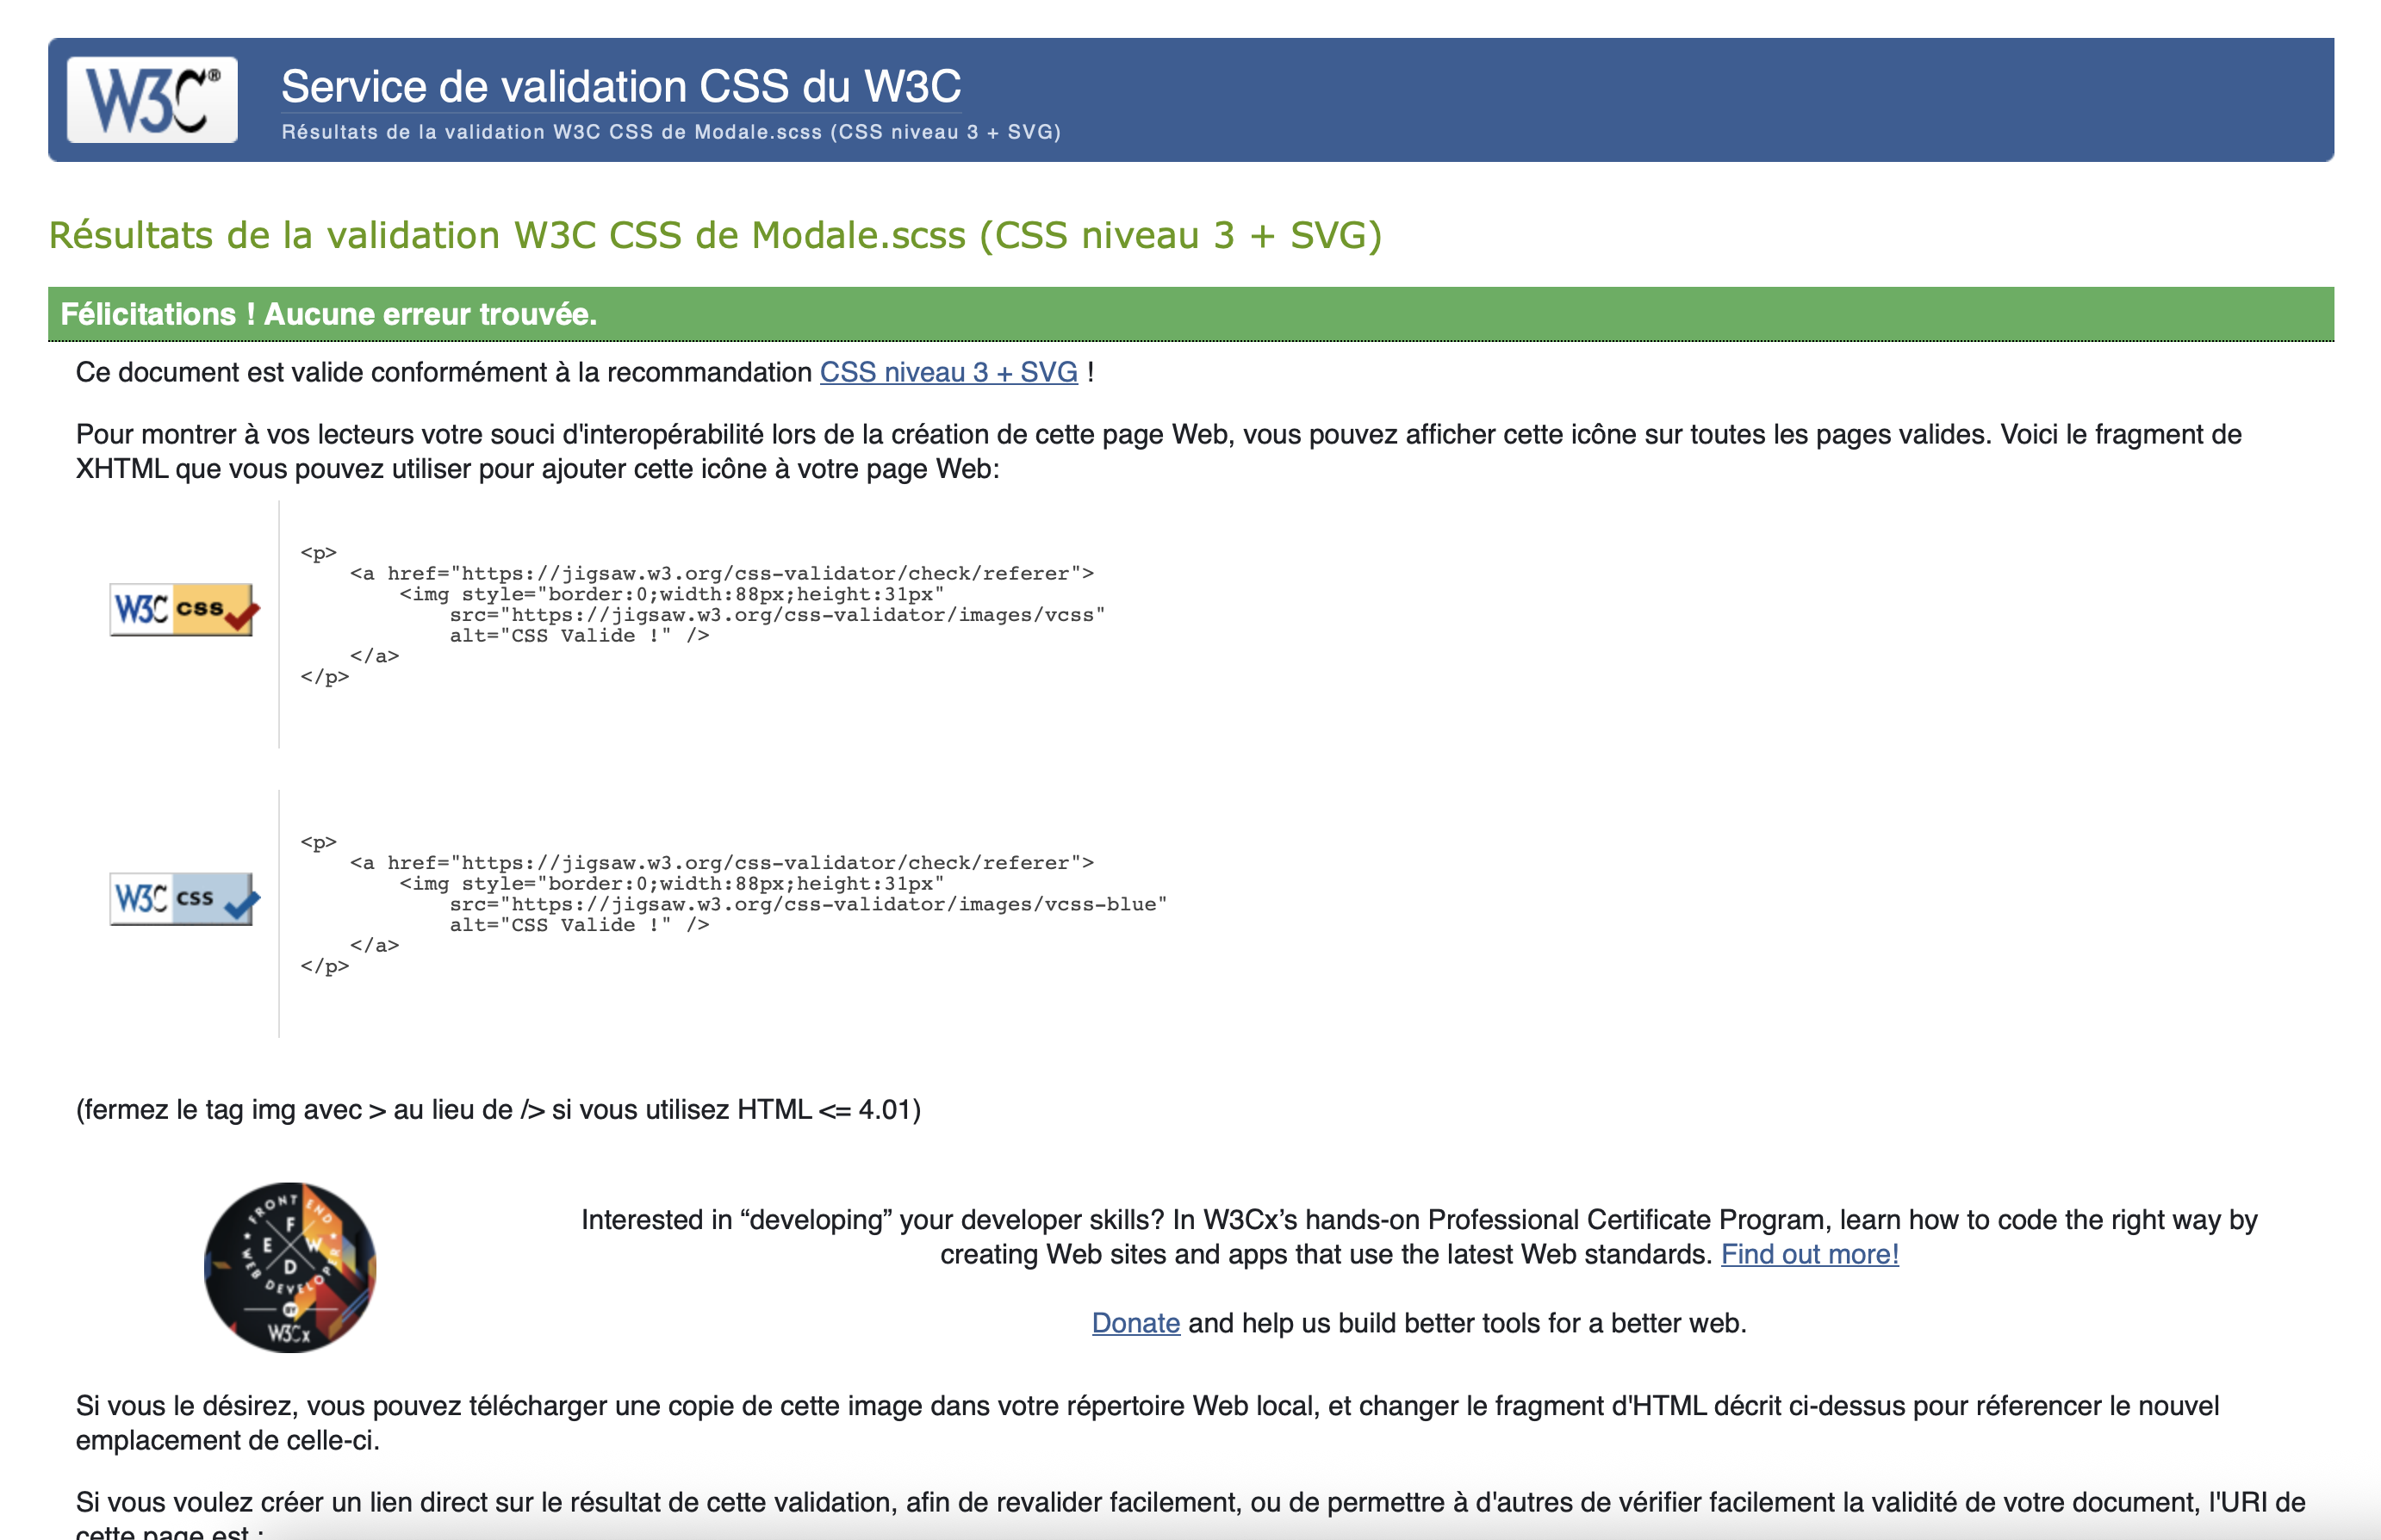 W3C®
Service de validation CSS du W3C
Résultats de la validation W3C CSS de Modale.scss (CSS niveau 3 + SVG)
Résultats de la validation W3C CSS de Modale.scss (CSS niveau 3 + SVG)
Félicitations ! Aucune erreur trouvée.
Ce document est valide conformément à la recommandation CSS niveau 3 + SVG !
Pour montrer à vos lecteurs votre souci d'interopérabilité lors de la création de cette page Web, vous pouvez afficher cette icône sur toutes les pages valides. Voici le fragment de
XHTML que vous pouvez utiliser pour ajouter cette icône à votre page Web:
W3C css
<p>
    <a href="https://jigsaw.w3.org/css-validator/check/referer">
        <img style="border:0;width:88px;height:31px"
            src="https://jigsaw.w3.org/css-validator/images/vcss"
            alt="CSS Valide !" />
    </a>
</p>
W3C css
<p>
    <a href="https://jigsaw.w3.org/css-validator/check/referer">
        <img style="border:0;width:88px;height:31px"
            src="https://jigsaw.w3.org/css-validator/images/vcss-blue"
            alt="CSS Valide !" />
    </a>
</p>
(fermez le tag img avec > au lieu de /> si vous utilisez HTML <= 4.01)
FRONT END
WEB DEVELOPER
F
E W
D
BY
W3Cx
Interested in “developing” your developer skills? In W3Cx’s hands-on Professional Certificate Program, learn how to code the right way by
creating Web sites and apps that use the latest Web standards. Find out more!
Donate and help us build better tools for a better web.
Si vous le désirez, vous pouvez télécharger une copie de cette image dans votre répertoire Web local, et changer le fragment d'HTML décrit ci-dessus pour réferencer le nouvel
emplacement de celle-ci.
Si vous voulez créer un lien direct sur le résultat de cette validation, afin de revalider facilement, ou de permettre à d'autres de vérifier facilement la validité de votre document, l'URI de
cette page est :